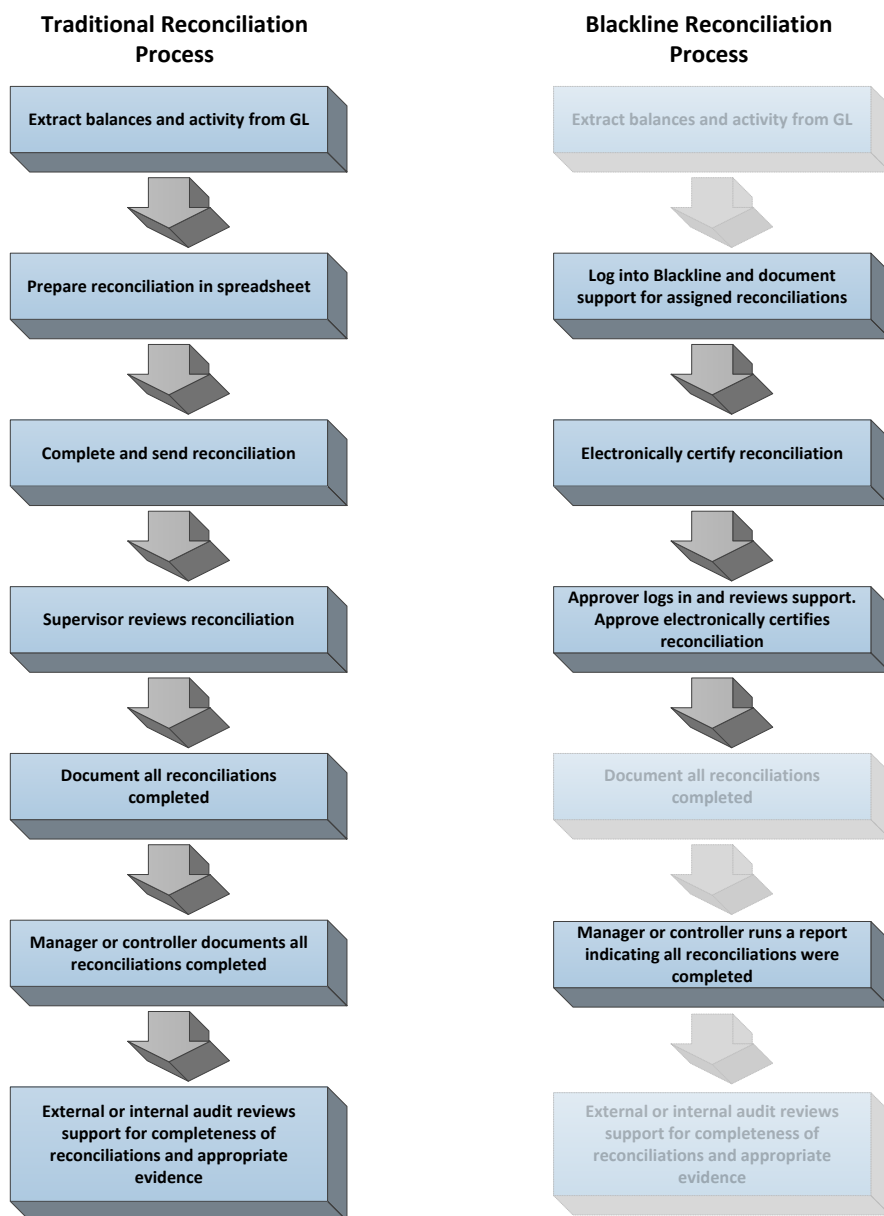 Traditional Reconciliation
Process
Extract balances and activity from GL
Prepare reconciliation in spreadsheet
Complete and send reconciliation
Supervisor reviews reconciliation
Document all reconciliations
completed
Manager or controller documents all
reconciliations completed
External or internal audit reviews
support for completeness of
reconciliations and appropriate
evidence
Blackline Reconciliation
Process
Extract balances and activity from GL
Log into Blackline and document
support for assigned reconciliations
Electronically certify reconciliation
Approver logs in and reviews support.
Approve electronically certifies
reconciliation
Document all reconciliations
completed
Manager or controller runs a report
indicating all reconciliations were
completed
External or internal audit reviews
support for completeness of
reconciliations and appropriate
evidence